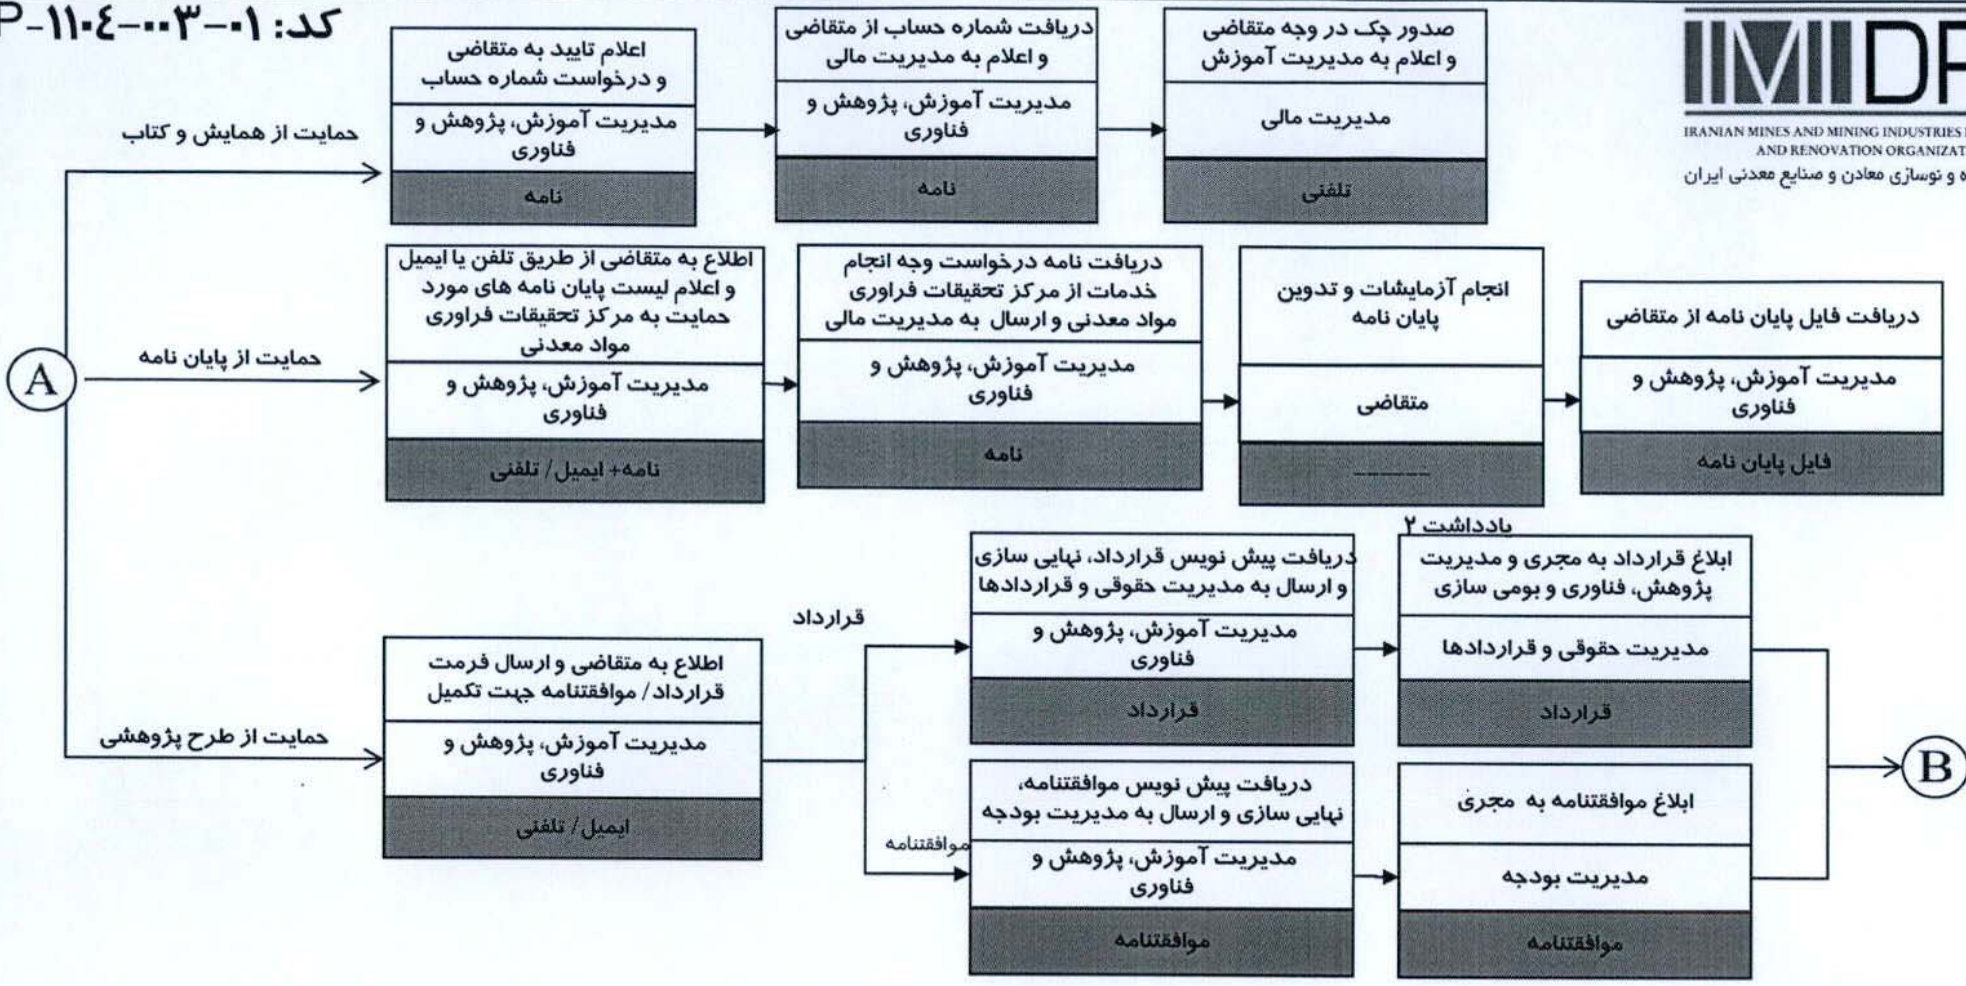 کد: P-۱۱۰٤-۰۰۳-۰۱
IMIDR
IRANIAN MINES AND MINING INDUSTRIES
AND RENOVATION ORGANIZAT
ه و نوسازی معادن و صنایع معدنی ایران
A
حمایت از همایش و کتاب
اعلام تایید به متقاضی
و درخواست شماره حساب
مدیریت آموزش، پژوهش و
فناوری
نامه
دریافت شماره حساب از متقاضی
و اعلام به مدیریت مالی
مدیریت آموزش، پژوهش و
فناوری
نامه
صدور چک در وجه متقاضی
و اعلام به مدیریت آموزش
مدیریت مالی
تلفنی
حمایت از پایان نامه
اطلاع به متقاضی از طریق تلفن یا ایمیل
و اعلام لیست پایان نامه های مورد
حمایت به مرکز تحقیقات فراوری
مواد معدنی
مدیریت آموزش، پژوهش و
فناوری
نامه+ ایمیل/ تلفنی
دریافت نامه درخواست وجه انجام
خدمات از مرکز تحقیقات فراوری
مواد معدنی و ارسال به مدیریت مالی
مدیریت آموزش، پژوهش و
فناوری
نامه
انجام آزمایشات و تدوین
پایان نامه
متقاضی
------
دریافت فایل پایان نامه از متقاضی
مدیریت آموزش، پژوهش و
فناوری
فایل پایان نامه
حمایت از طرح پژوهشی
اطلاع به متقاضی و ارسال فرمت
قرارداد/ موافقتنامه جهت تکمیل
مدیریت آموزش، پژوهش و
فناوری
ایمیل/ تلفنی
قرارداد
دریافت پیش نویس قرارداد، نهایی سازی
و ارسال به مدیریت حقوقی و قراردادها
مدیریت آموزش، پژوهش و
فناوری
قرارداد
یادداشت ۲
ابلاغ قرارداد به مجری و مدیریت
پژوهش، فناوری و بومی سازی
مدیریت حقوقی و قراردادها
قرارداد
موافقتنامه
دریافت پیش نویس موافقتنامه،
نهایی سازی و ارسال به مدیریت بودجه
مدیریت آموزش، پژوهش و
فناوری
موافقتنامه
ابلاغ موافقتنامه به مجری
مدیریت بودجه
موافقتنامه
B